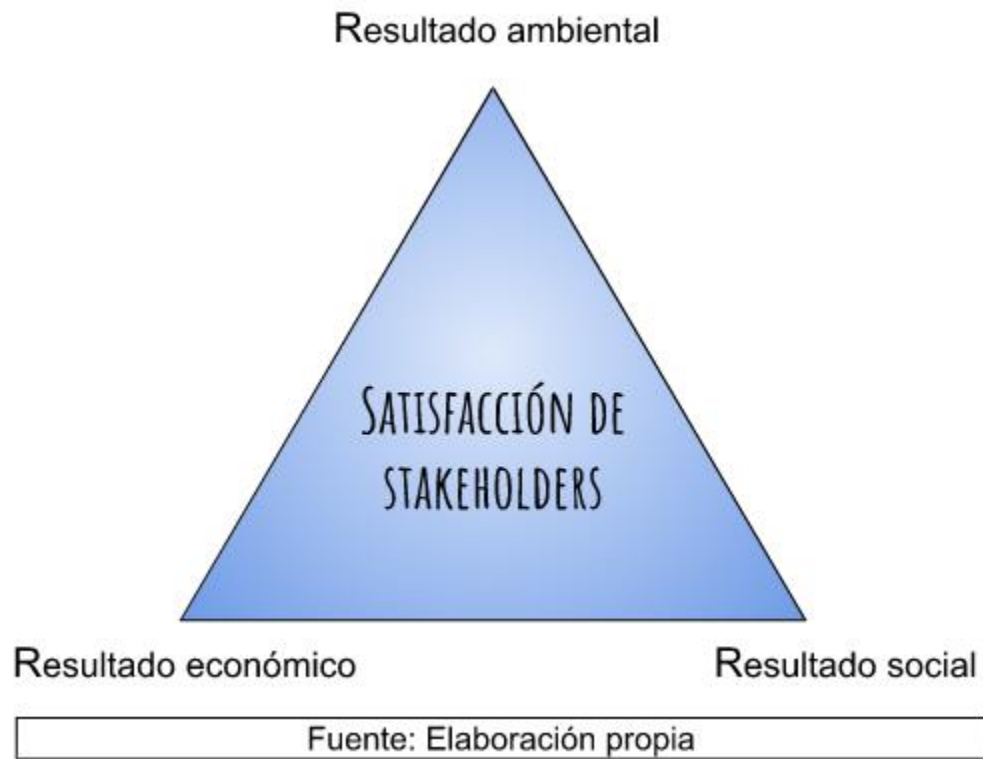 Resultado ambiental
SATISFACCIÓN DE
STAKEHOLDERS
Resultado económico
Resultado social
Fuente: Elaboración propia